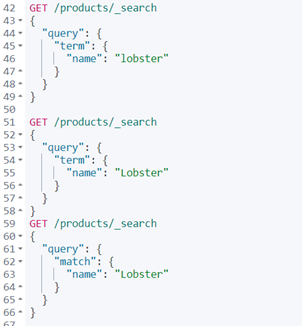 42 GET /products/_search
43 {
44 "query": {
45 "term": {
46 "name": "lobster"
47 }
48 }
49 }
50
51 GET /products/_search
52 {
53 "query": {
54 "term": {
55 "name": "Lobster"
56 }
57 }
58 }
59 GET /products/_search
60 {
61 "query": {
62 "match": {
63 "name": "Lobster"
64 }
65 }
66 }
67